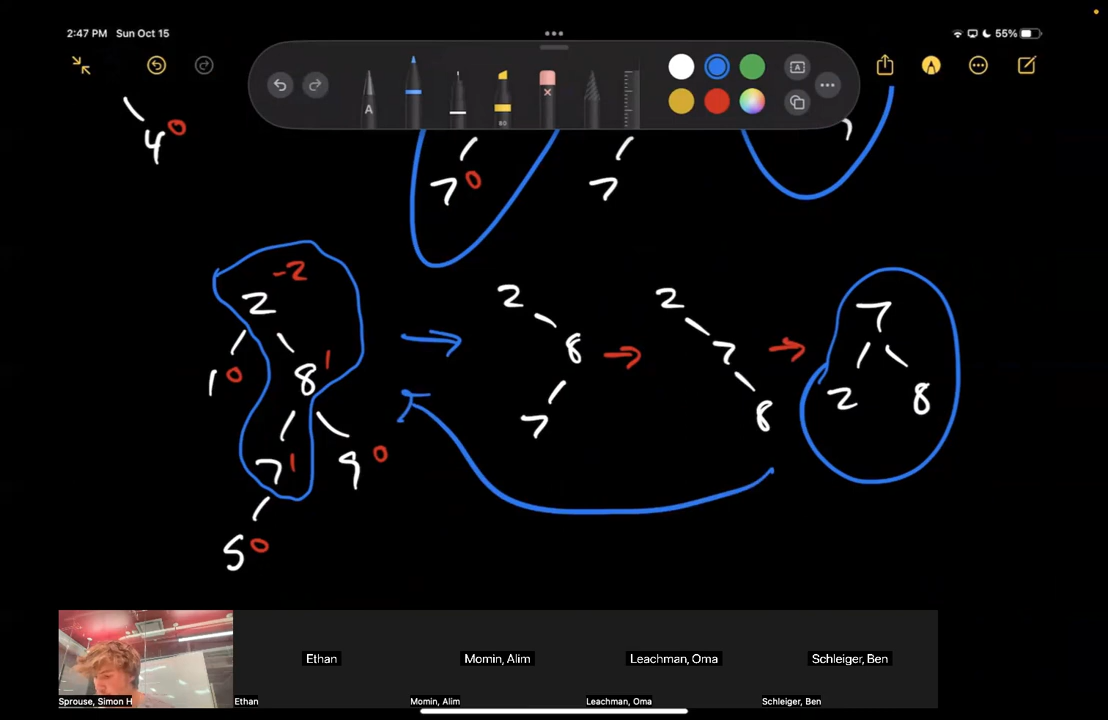 2:47 PM Sun Oct 15
55%
A
A
80
4 0
7 0
7
2 -2
1 0
8 1
7 1
9 0
5 0
2
8
7
2
7
8
7
2 8
Ethan
Momin, Alim
Leachman, Oma
Schleiger, Ben
Sprouse, Simon H
Ethan
Momin, Alim
Leachman, Oma
Schleiger, Ben